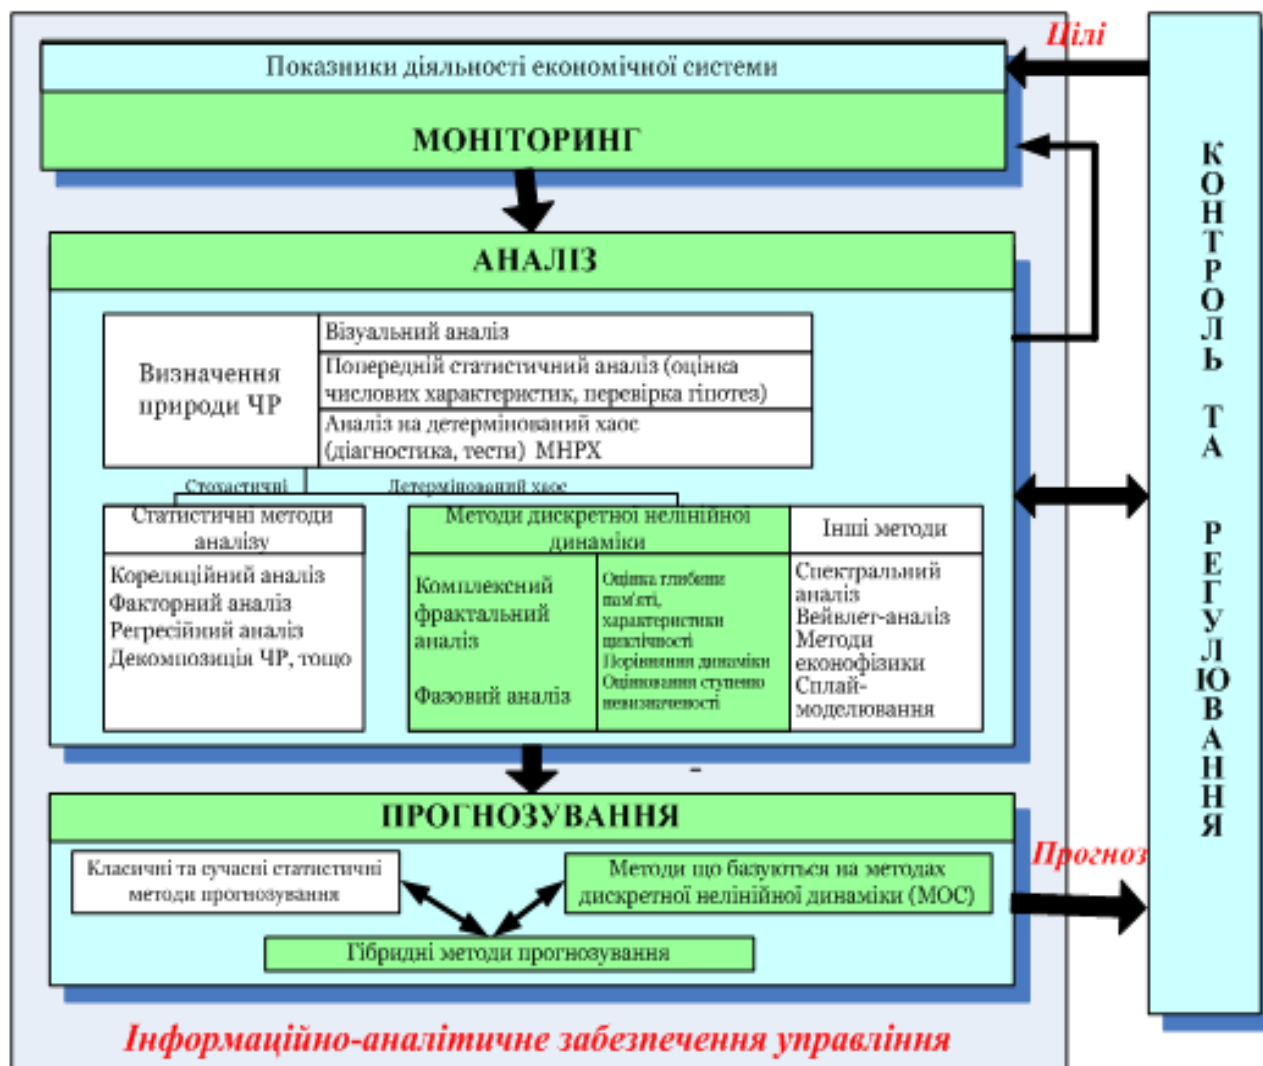 Цілі
Показники діяльності економічної системи
МОНІТОРИНГ
АНАЛІЗ
Визначення
природи ЧР
Візуальний аналіз
Попередній статистичний аналіз (оцінка
числових характеристик, перевірка гіпотез)
Аналіз на детермінований хаос
(діагностика, тести) МНРХ
Стохастичні
Детермінований хаос
Статистичні методи
аналізу
Кореляційний аналіз
Факторний аналіз
Регресійний аналіз
Декомпозиція ЧР, тощо
Методи дискретної нелінійної
динаміки
Комплексний
фрактальний
аналіз
Фазовий аналіз
Оцінка глибини
пам'яті,
характеристики
циклічності
Порівняння динаміки
Оцінювання ступеню
невизначеності
Інші методи
Спектральний
аналіз
Вейвлет-аналіз
Методи
економфізики
Сплай-
моделювання
ПРОГНОЗУВАННЯ
Класичні та сучасні статистичні
методи прогнозування
Методи що базуються на методах
дискретної нелінійної динаміки (МОС)
Гібридні методи прогнозування
Прогноз
КОНТРОЛЬ ТА РЕГУЛЮВАННЯ
Інформаційно-аналітичне забезпечення управління